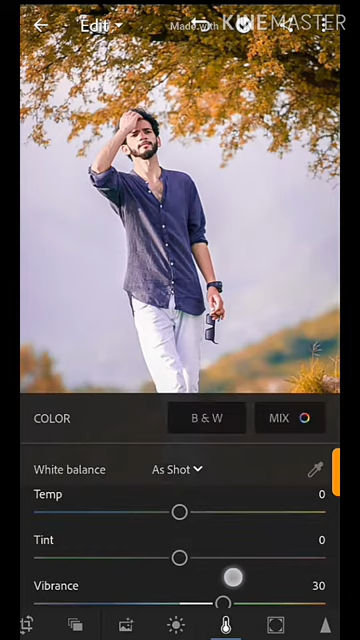 Edit
Made with KINEMASTER
COLOR
B & W
MIX
White balance
As Shot
Temp
0
Tint
0
Vibrance
30